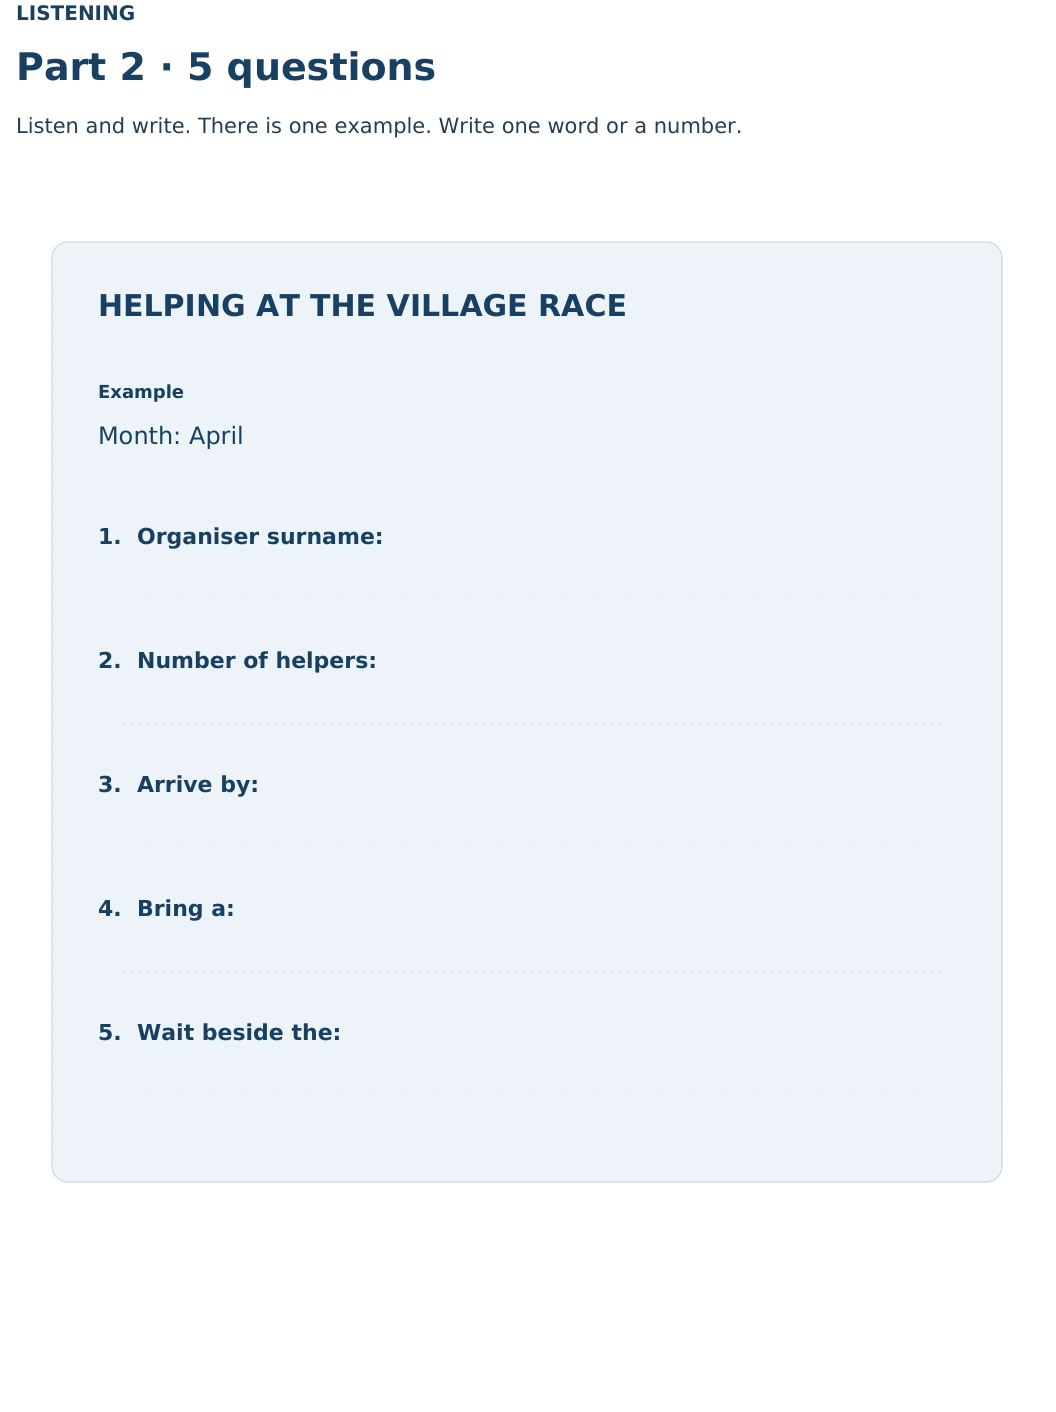 LISTENING
Part 2 · 5 questions
Listen and write. There is one example. Write one word or a number.
HELPING AT THE VILLAGE RACE
Example
Month: April
1. Organiser surname:
2. Number of helpers:
3. Arrive by:
4. Bring a:
5. Wait beside the: